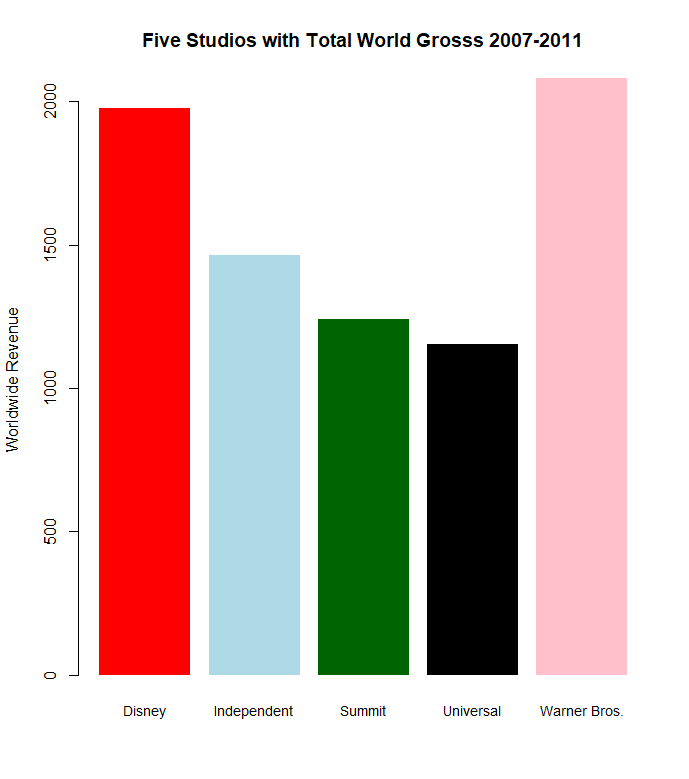 Five Studios with Total World Grosss 2007-2011
Worldwide Revenue
2000
1500
1000
500
0
Disney
Independent
Summit
Universal
Warner Bros.